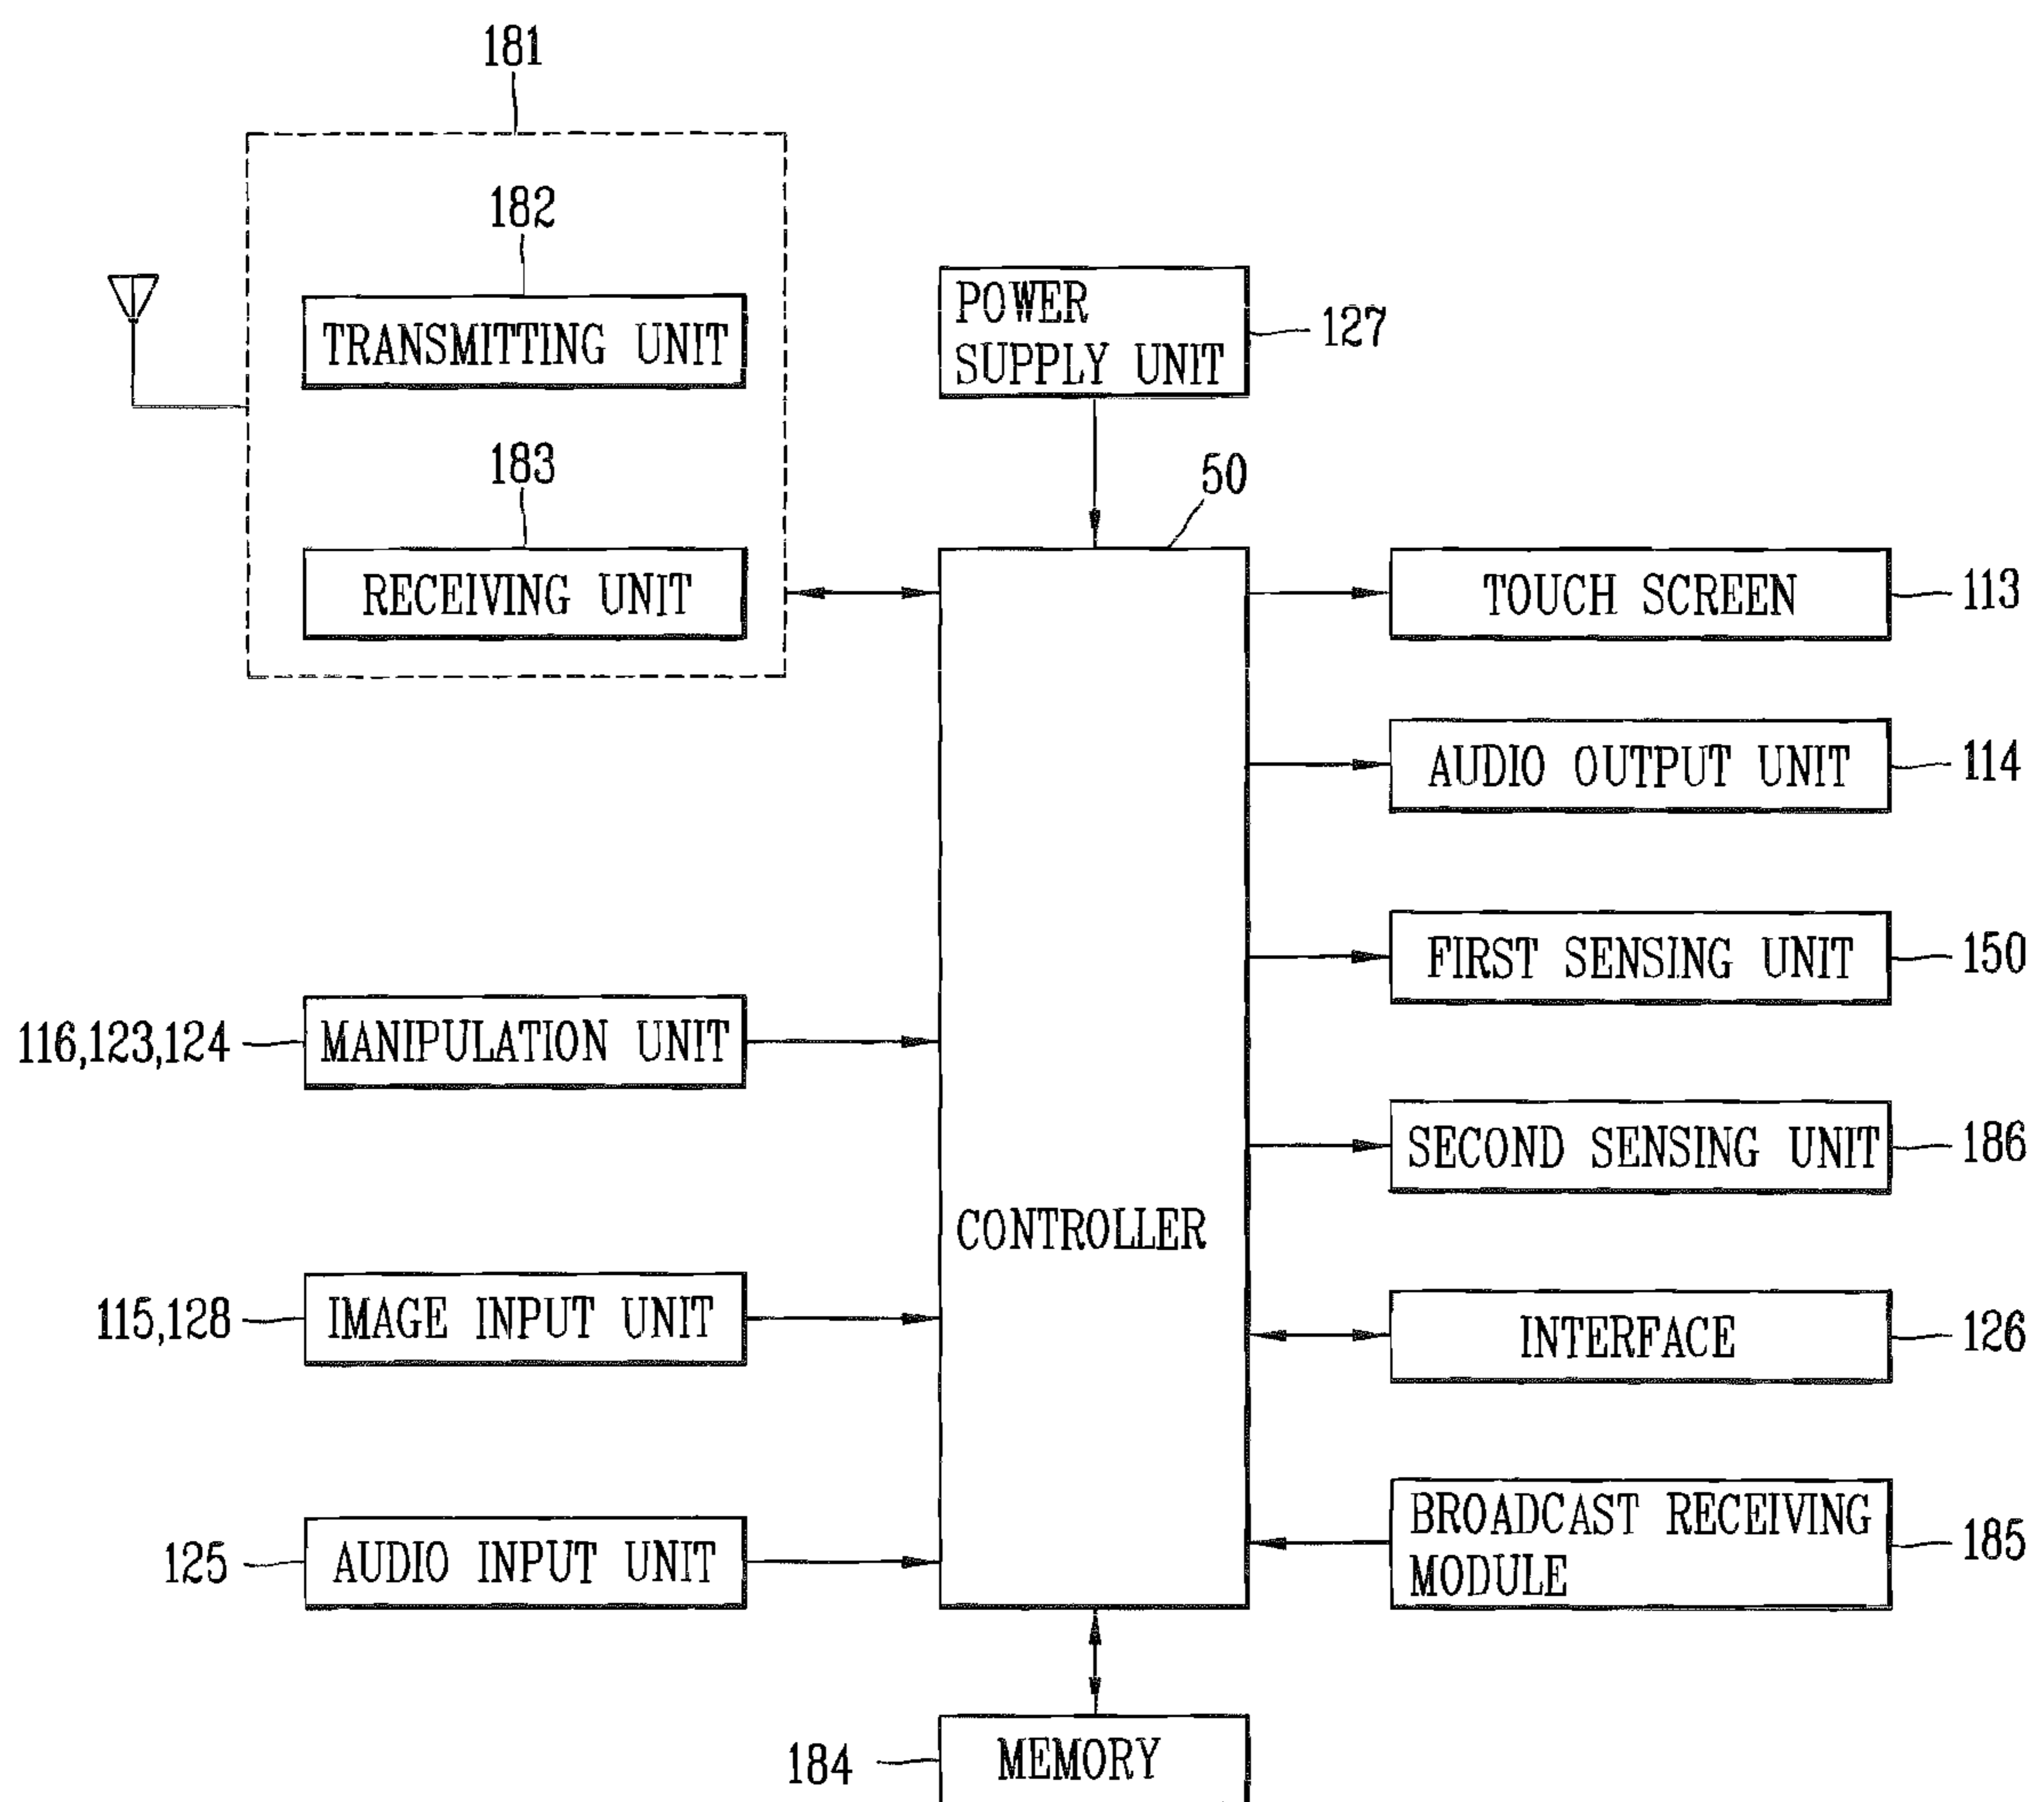 181
182
TRANSMITTING UNIT
183
RECEIVING UNIT
POWER
SUPPLY UNIT
127
50
CONTROLLER
TOUCH SCREEN
113
AUDIO OUTPUT UNIT
114
FIRST SENSING UNIT
150
116,123,124
MANIPULATION UNIT
SECOND SENSING UNIT
186
115,128
IMAGE INPUT UNIT
INTERFACE
126
125
AUDIO INPUT UNIT
BROADCAST RECEIVING
MODULE
185
184
MEMORY